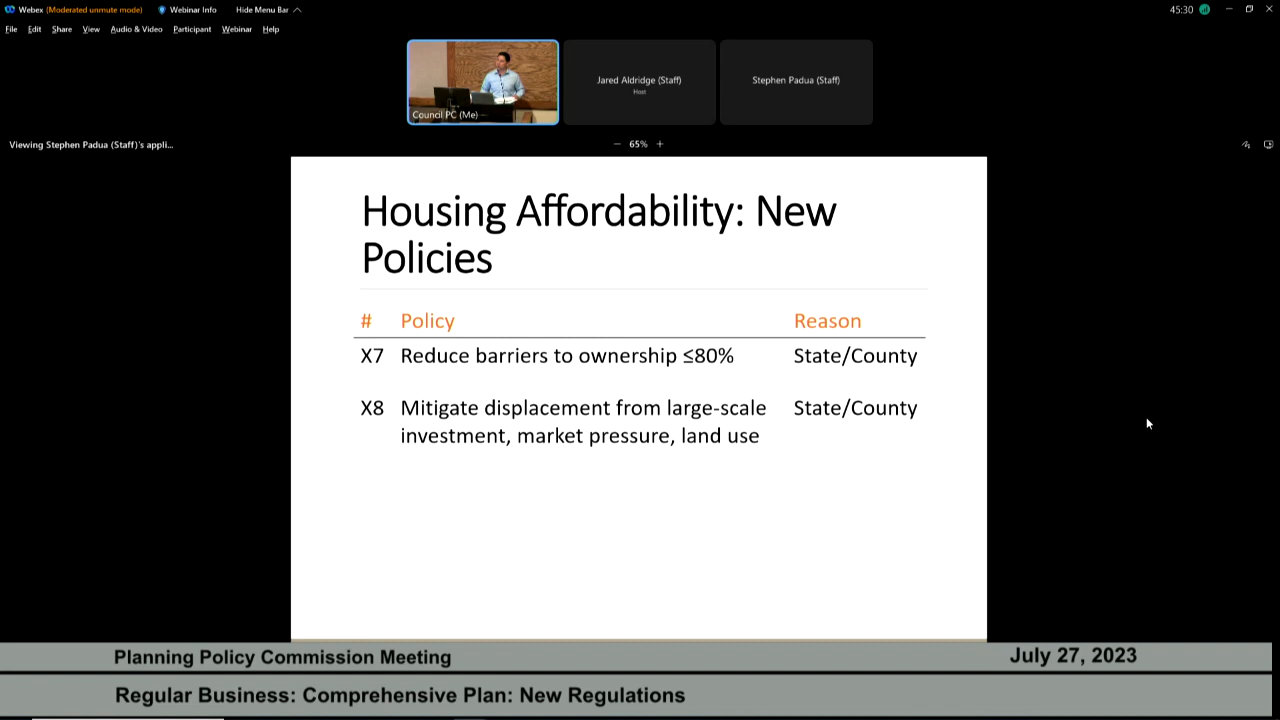 Webex (Moderated unmute mode) Webinar Info Hide Menu Bar 45:30
File Edit Share View Audio & Video Participant Webinar Help
Jared Aldridge (Staff)
Host
Stephen Padua (Staff)
Council PC (Me)
Viewing Stephen Padua (Staff)'s appli...
65%
Housing Affordability: New
Policies
# Policy Reason
X7 Reduce barriers to ownership ≤80% State/County
X8 Mitigate displacement from large-scale State/County
investment, market pressure, land use
Planning Policy Commission Meeting July 27, 2023
Regular Business: Comprehensive Plan: New Regulations